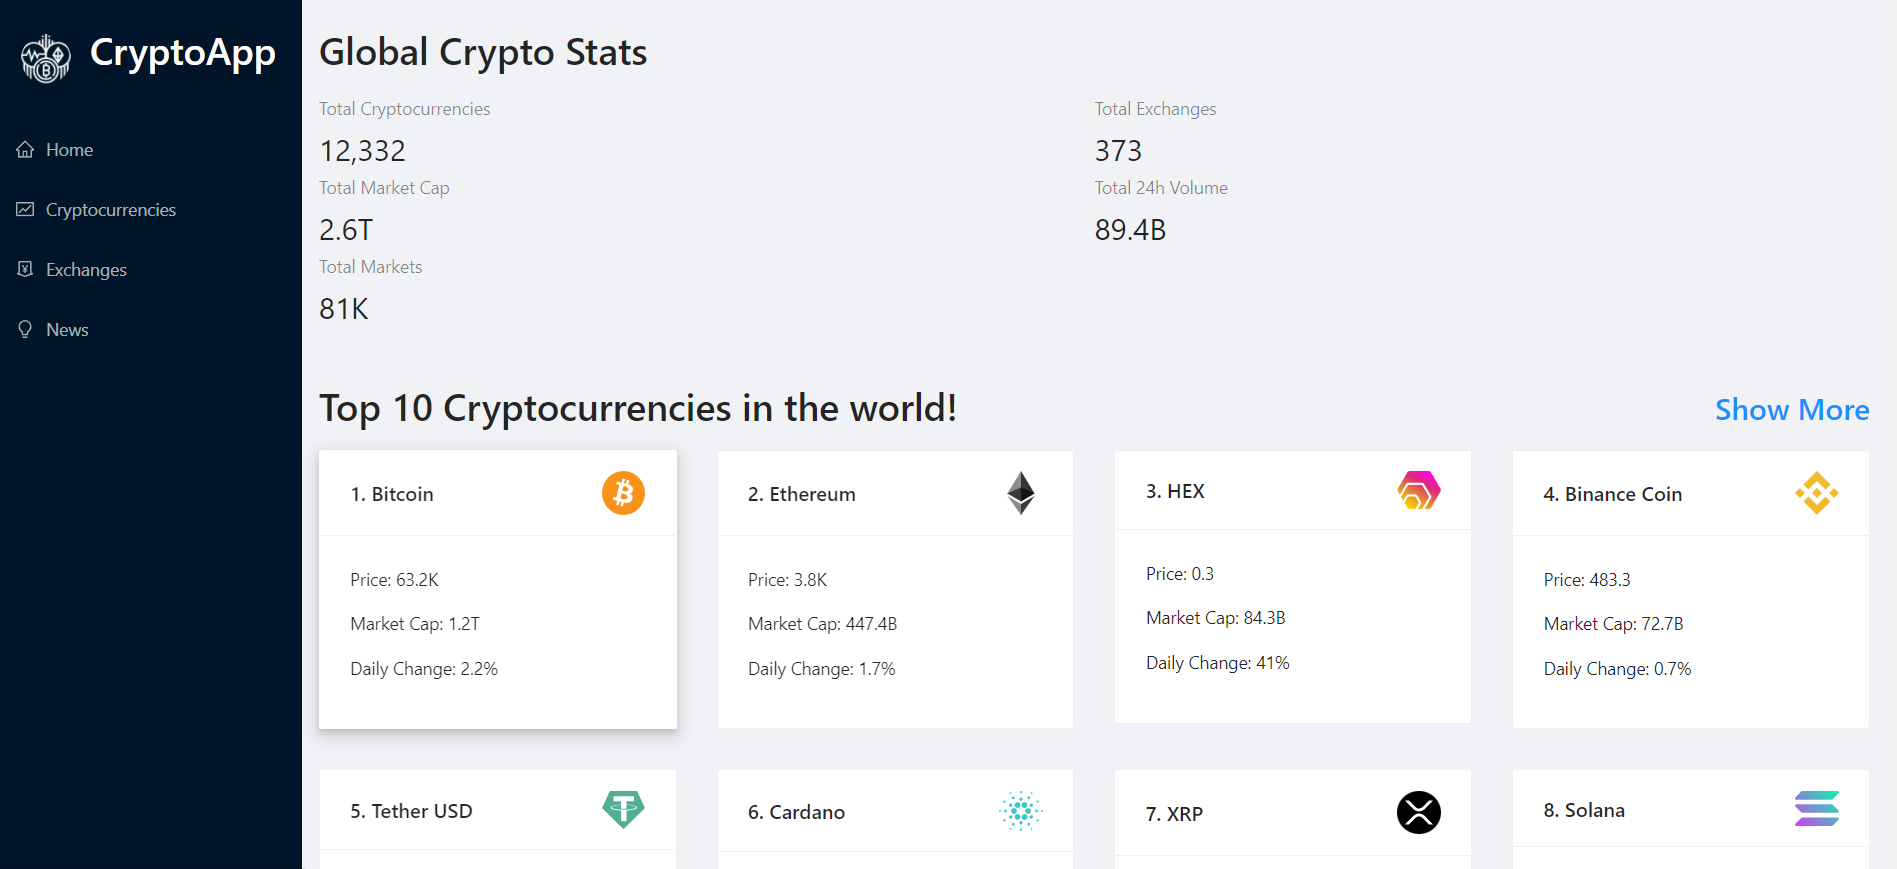 CryptoApp
Home
Cryptocurrencies
Exchanges
News
Global Crypto Stats
Total Cryptocurrencies
12,332
Total Exchanges
373
Total Market Cap
2.6T
Total 24h Volume
89.4B
Total Markets
81K
Top 10 Cryptocurrencies in the world!
Show More
1. Bitcoin
Price: 63.2K
Market Cap: 1.2T
Daily Change: 2.2%
2. Ethereum
Price: 3.8K
Market Cap: 447.4B
Daily Change: 1.7%
3. HEX
Price: 0.3
Market Cap: 84.3B
Daily Change: 41%
4. Binance Coin
Price: 483.3
Market Cap: 72.7B
Daily Change: 0.7%
5. Tether USD
6. Cardano
7. XRP
8. Solana